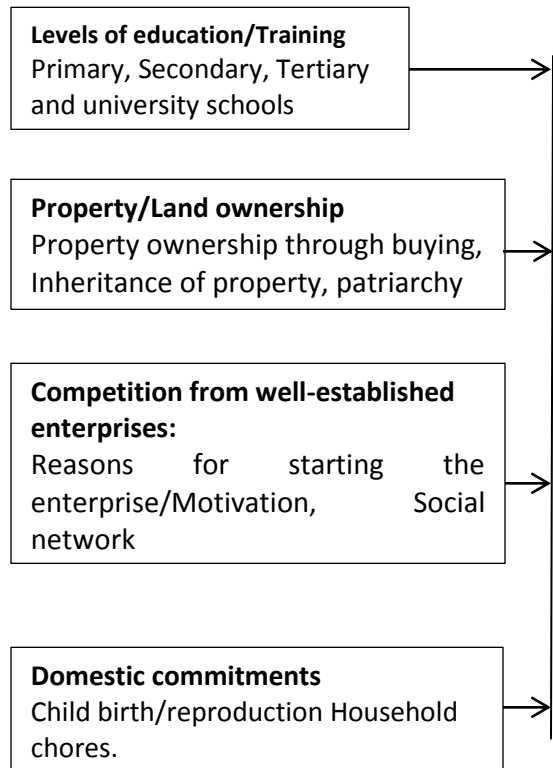 Levels of education/Training
Primary, Secondary, Tertiary
and university schools
Property/Land ownership
Property ownership through buying,
Inheritance of property, patriarchy
Competition from well-established
enterprises:
Reasons for starting the
enterprise/Motivation, Social
network
Domestic commitments
Child birth/reproduction Household
chores.